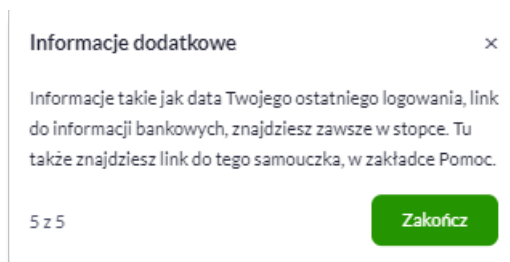 Informacje dodatkowe ×
Informacje takie jak data Twojego ostatniego logowania, link
do informacji bankowych, znajdziesz zawsze w stopce. Tu
także znajdziesz link do tego samouczka, w zakładce Pomoc.
5 z 5 Zakończ